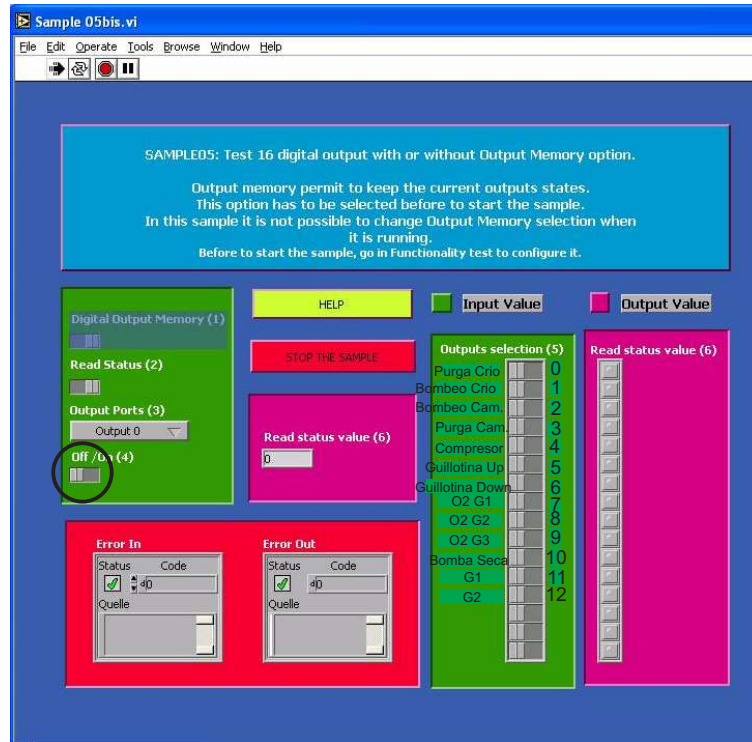 Sample 05bis.vi
File Edit Operate Tools Browse Window Help
SAMPLE05: Test 16 digital output with or without Output Memory option.
Output memory permit to keep the current outputs states.
This option has to be selected before to start the sample.
In this sample it is not possible to change Output Memory selection when
it is running.
Before to start the sample, go in Functionality test to configure it.
Digital Output Memory (1)
Read Status (2)
Output Ports (3)
Output 0
Off /On (4)
HELP
STOP THE SAMPLE
Read status value (6)
0
Input Value
Output Value
Outputs selection (5)
Purga Crio 0
Bombeo Crio 1
Bombeo Cam. 2
Purga Cam. 3
Compresor 4
Guillotina Up 5
Guillotina Down 6
O2 G1 7
O2 G2 8
O2 G3 9
Bomba Seca 10
G1 11
G2 12
Read status value (6)
Error In
Status Code
d0
Quelle
Error Out
Status Code
d0
Quelle